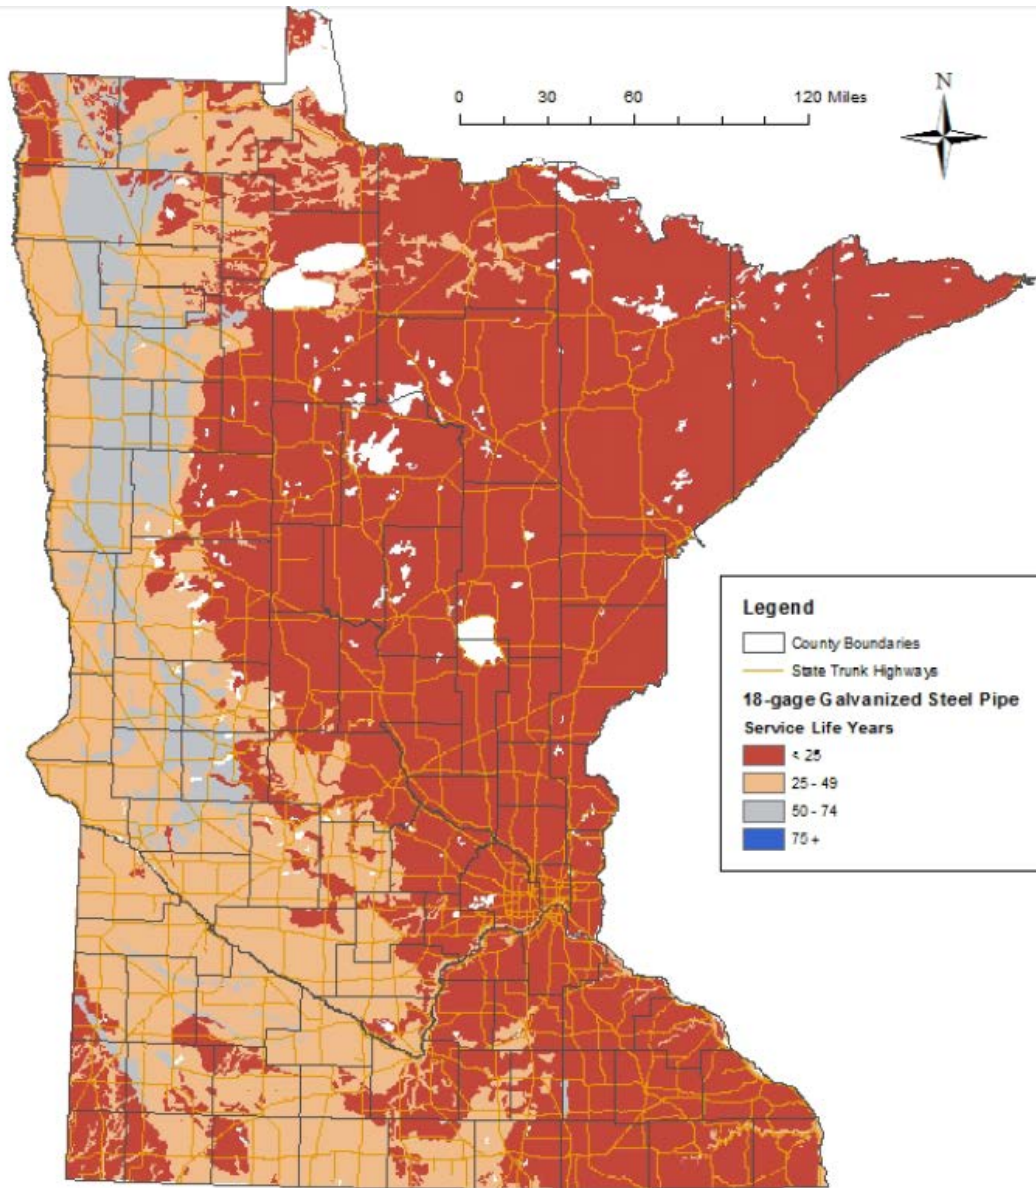 N
0 30 60 120 Miles
Legend
County Boundaries
State Trunk Highways
18-gage Galvanized Steel Pipe
Service Life Years
< 25
25 - 49
50 - 74
75 +